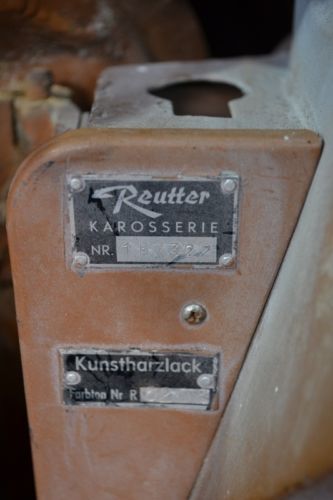 Reutter
KAROSSERIE
NR.
Kunstharzlack
Farbton Nr R